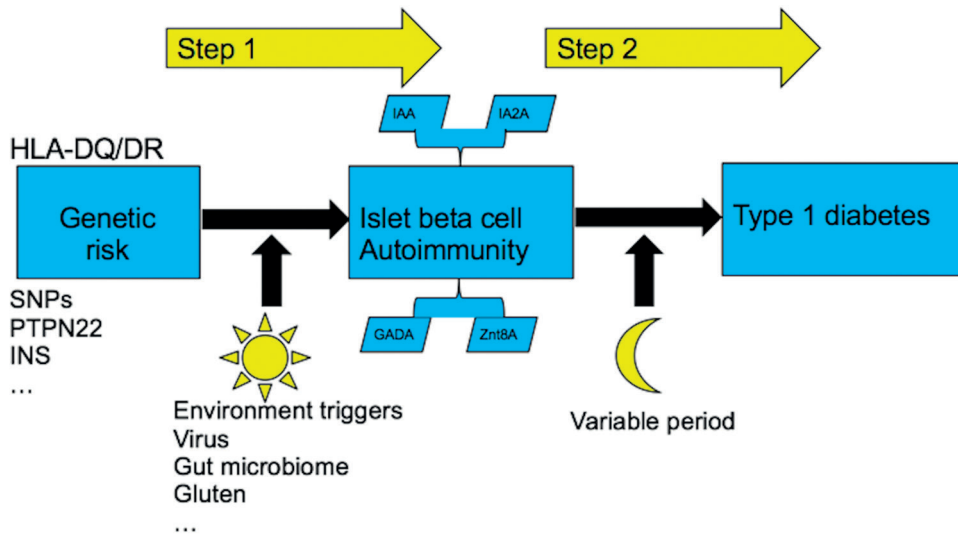 Step 1
Step 2
IAA
IA2A
HLA-DQ/DR
Genetic
risk
Islet beta cell
Autoimmunity
Type 1 diabetes
SNPs
PTPN22
INS
...
GADA
Znt8A
Environment triggers
Virus
Gut microbiome
Gluten
...
Variable period